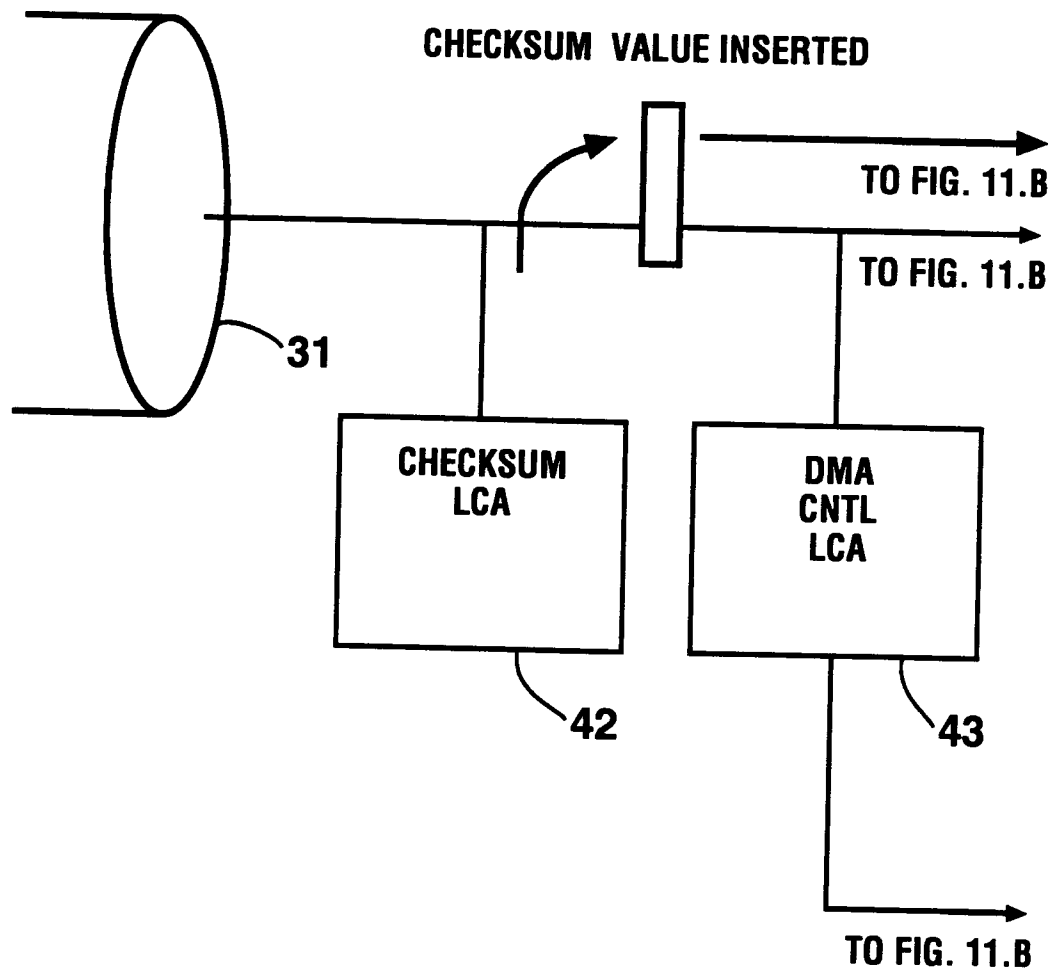 CHECKSUM VALUE INSERTED
TO FIG. 11.B
TO FIG. 11.B
31
CHECKSUM
LCA
DMA
CNTL
LCA
42
43
TO FIG. 11.B